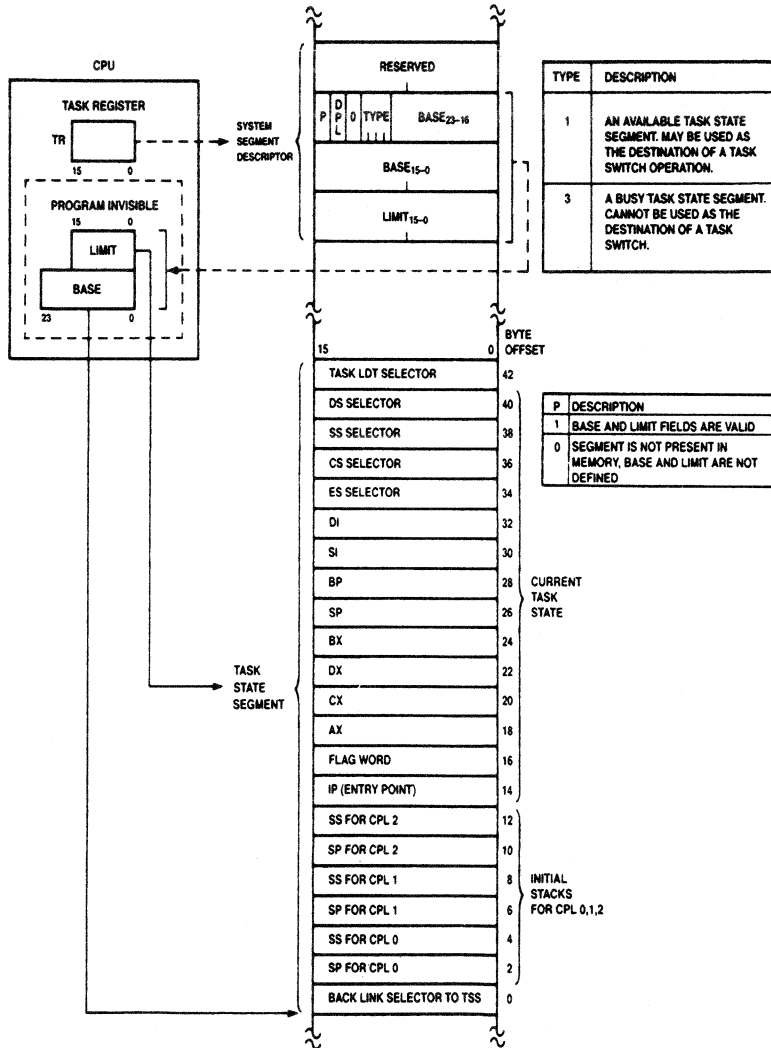 CPU
TASK REGISTER
TR
15 0
PROGRAM INVISIBLE
15 0
LIMIT
BASE
23 0
SYSTEM
SEGMENT
DESCRIPTOR
RESERVED
P DPL 0 TYPE BASE23–16
BASE15–0
LIMIT15–0
TYPE DESCRIPTION
1 AN AVAILABLE TASK STATE
SEGMENT. MAY BE USED AS
THE DESTINATION OF A TASK
SWITCH OPERATION.
3 A BUSY TASK STATE SEGMENT.
CANNOT BE USED AS THE
DESTINATION OF A TASK
SWITCH.
15 0
BYTE
OFFSET
TASK LDT SELECTOR 42
DS SELECTOR 40
SS SELECTOR 38
CS SELECTOR 36
ES SELECTOR 34
DI 32
SI 30
BP 28
SP 26
BX 24
DX 22
CX 20
AX 18
FLAG WORD 16
IP (ENTRY POINT) 14
SS FOR CPL 2 12
SP FOR CPL 2 10
SS FOR CPL 1 8
SP FOR CPL 1 6
SS FOR CPL 0 4
SP FOR CPL 0 2
BACK LINK SELECTOR TO TSS 0
TASK
STATE
SEGMENT
CURRENT
TASK
STATE
INITIAL
STACKS
FOR CPL 0,1,2
P DESCRIPTION
1 BASE AND LIMIT FIELDS ARE VALID
0 SEGMENT IS NOT PRESENT IN
MEMORY, BASE AND LIMIT ARE NOT
DEFINED